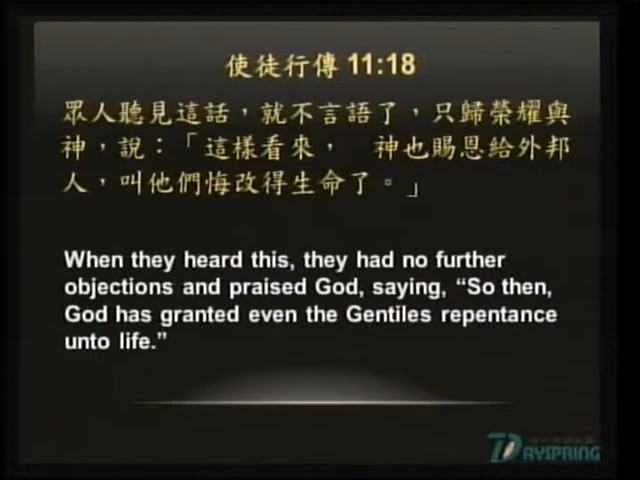 使徒行傳 11:18
眾人聽見這話，就不言語了，只歸榮耀與
神，說：「這樣看來，　神也賜恩給外邦
人，叫他們悔改得生命了。」
When they heard this, they had no further
objections and praised God, saying, “So then,
God has granted even the Gentiles repentance
unto life.”
DAYSPRING